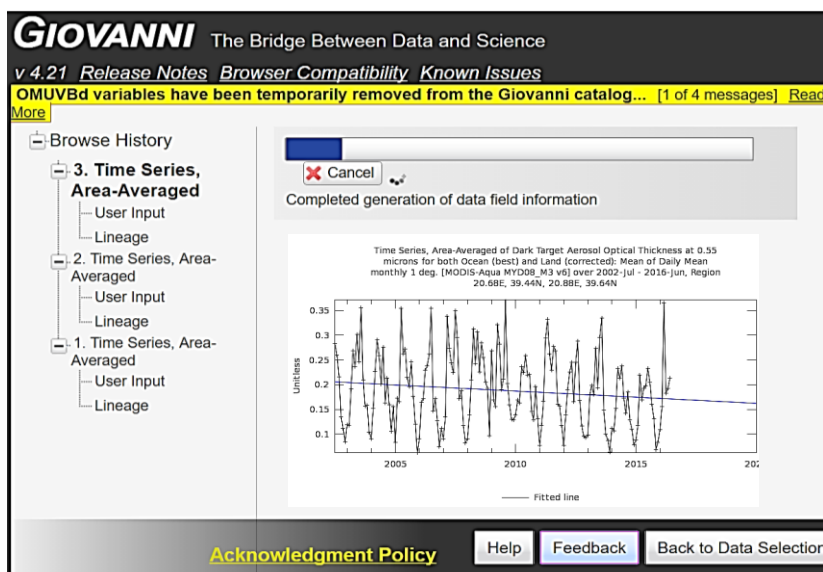 GIOVANNI The Bridge Between Data and Science
v 4.21 Release Notes Browser Compatibility Known Issues
OMUVBd variables have been temporarily removed from the Giovanni catalog... [1 of 4 messages] Read
More
Browse History
3. Time Series,
Area-Averaged
User Input
Lineage
2. Time Series, Area-
Averaged
User Input
Lineage
1. Time Series, Area-
Averaged
User Input
Lineage
Cancel
Completed generation of data field information
Time Series, Area-Averaged of Dark Target Aerosol Optical Thickness at 0.55
microns for both Ocean (best) and Land (corrected): Mean of Daily Mean
monthly 1 deg. [MODIS-Aqua MYD08_M3 v6] over 2002-Jul - 2016-Jun, Region
20.68E, 39.44N, 20.88E, 39.64N
Unitless
0.35
0.3
0.25
0.2
0.15
0.1
2005
2010
2015
202
Fitted line
Acknowledgment Policy
Help
Feedback
Back to Data Selection